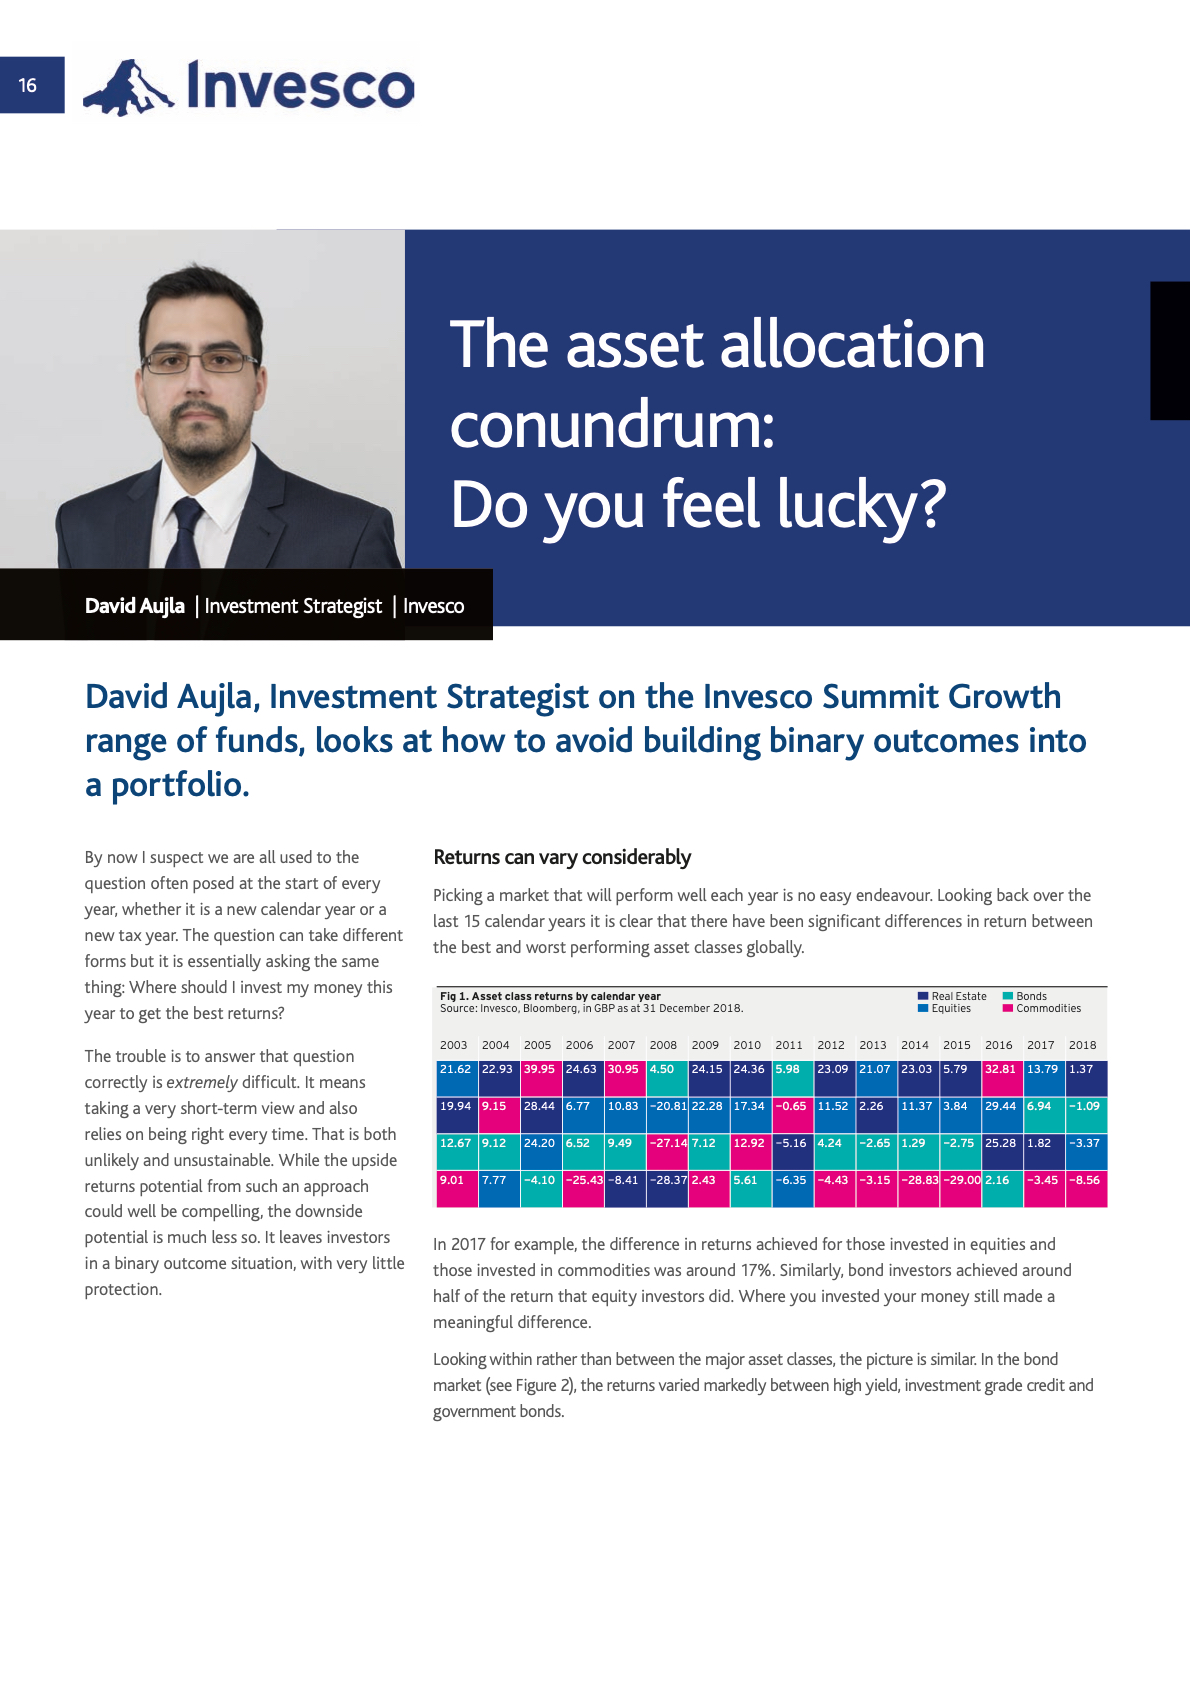 16
Invesco
The asset allocation
conundrum:
Do you feel lucky?
David Aujla | Investment Strategist | Invesco
David Aujla, Investment Strategist on the Invesco Summit Growth
range of funds, looks at how to avoid building binary outcomes into
a portfolio.
By now I suspect we are all used to the
question often posed at the start of every
year, whether it is a new calendar year or a
new tax year. The question can take different
forms but it is essentially asking the same
thing: Where should I invest my money this
year to get the best returns?
The trouble is to answer that question
correctly is extremely difficult. It means
taking a very short-term view and also
relies on being right every time. That is both
unlikely and unsustainable. While the upside
returns potential from such an approach
could well be compelling, the downside
potential is much less so. It leaves investors
in a binary outcome situation, with very little
protection.
Returns can vary considerably
Picking a market that will perform well each year is no easy endeavour. Looking back over the
last 15 calendar years it is clear that there have been significant differences in return between
the best and worst performing asset classes globally.
Fig 1. Asset class returns by calendar year
Source: Invesco, Bloomberg, in GBP as at 31 December 2018.
Real Estate Bonds
Equities Commodities
2003 2004 2005 2006 2007 2008 2009 2010 2011 2012 2013 2014 2015 2016 2017 2018
21.62 22.93 39.95 24.63 30.95 4.50 24.15 24.36 5.98 23.09 21.07 23.03 5.79 32.81 13.79 1.37
19.94 9.15 28.44 6.77 10.83 −20.81 22.28 17.34 −0.65 11.52 2.26 11.37 3.84 29.44 6.94 −1.09
12.67 9.12 24.20 6.52 9.49 −27.14 7.12 12.92 −5.16 4.24 −2.65 1.29 −2.75 25.28 1.82 −3.37
9.01 7.77 −4.10 −25.43 −8.41 −28.37 2.43 5.61 −6.35 −4.43 −3.15 −28.83 −29.00 2.16 −3.45 −8.56
In 2017 for example, the difference in returns achieved for those invested in equities and
those invested in commodities was around 17%. Similarly, bond investors achieved around
half of the return that equity investors did. Where you invested your money still made a
meaningful difference.
Looking within rather than between the major asset classes, the picture is similar. In the bond
market (see Figure 2), the returns varied markedly between high yield, investment grade credit and
government bonds.